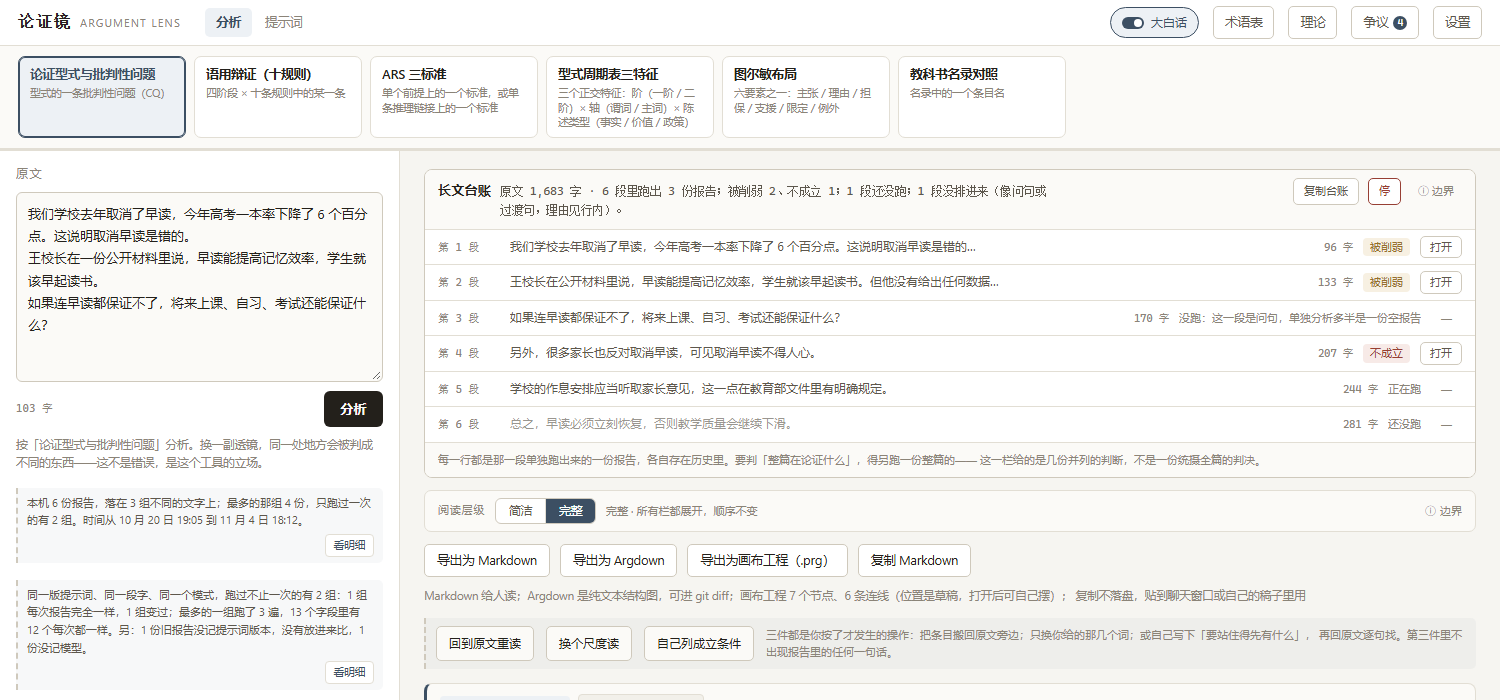 论证镜 ARGUMENT LENS 分析 提示词 大白话 术语表 理论 争议 4 设置
论证型式与批判性问题
型式的一条批判性问题（CQ）
语用辩证（十规则）
四阶段 × 十条规则中的某一条
ARS 三标准
单个前提上的一个标准，或单
条推理链接上的一个标准
型式周期表三特征
三个正交特征：阶（一阶 / 二
阶）× 轴（谓词 / 主词）× 陈
述类型（事实 / 价值 / 政策）
图尔敏布局
六要素之一：主张 / 理由 / 担
保 / 支援 / 限定 / 例外
教科书名录对照
名录中的一个条目名
原文
我们学校去年取消了早读，今年高考一本率下降了 6 个百分
点。这说明取消早读是错的。
王校长在一份公开材料里说，早读能提高记忆效率，学生就
该早起读书。
如果连早读都保证不了，将来上课、自习、考试还能保证什
么？
103 字
分析
按「论证型式与批判性问题」分析。换一副透镜，同一处地方会被判成
不同的东西——这不是错误，是这个工具的立场。
本机 6 份报告，落在 3 组不同的文字上；最多的那组 4 份，只跑过一次
的有 2 组。时间从 10 月 20 日 19:05 到 11 月 4 日 18:12。
看明细
同一版提示词、同一段字、同一个模式，跑过不止一次的有 2 组：1 组
每次报告完全一样，1 组变过；最多的一组跑了 3 遍，13 个字段里有
12 个每次都一样。另：1 份旧报告没记提示词版本，没有放进来比，1
份没记模型。
看明细
长文台账 原文 1,683 字 · 6 段里跑出 3 份报告：被削弱 2、不成立 1；1 段还没跑；1 段没排进来（像问句或
过渡句，理由见行内）。
复制台账 停 ⓘ 边界
第 1 段 我们学校去年取消了早读，今年高考一本率下降了 6 个百分点。这说明取消早读是错的… 96 字 被削弱 打开
第 2 段 王校长在公开材料里说，早读能提高记忆效率，学生就该早起读书。但他没有给出任何数据… 133 字 被削弱 打开
第 3 段 如果连早读都保证不了，将来上课、自习、考试还能保证什么？ 170 字 没跑：这一段是问句，单独分析多半是一份空报告 —
第 4 段 另外，很多家长也反对取消早读，可见取消早读不得人心。 207 字 不成立 打开
第 5 段 学校的作息安排应当听取家长意见，这一点在教育部文件里有明确规定。 244 字 正在跑 —
第 6 段 总之，早读必须立刻恢复，否则教学质量会继续下滑。 281 字 还没跑 —
每一行都是那一段单独跑出来的一份报告，各自存在历史里。要判「整篇在论证什么」，得另跑一份整篇的—— 这一栏给的是几份并列的判断，不是一份统摄全篇的判决。
阅读层级 简洁 完整 完整 · 所有栏都展开，顺序不变 ⓘ 边界
导出为 Markdown 导出为 Argdown 导出为画布工程（.prg） 复制 Markdown
Markdown 给人读；Argdown 是纯文本结构图，可进 git diff；画布工程 7 个节点、6 条连线（位置是草稿，打开后可自己摆）； 复制不落盘，贴到聊天窗口或自己的稿子里用
回到原文重读 换个尺度读 自己列成立条件
三件都是你按了才发生的操作：把条目搬回原文旁边；只换你给的那几个词；或自己写下「要站住得先有什么」，再回原文逐句找。第三件里不
出现报告里的任何一句话。